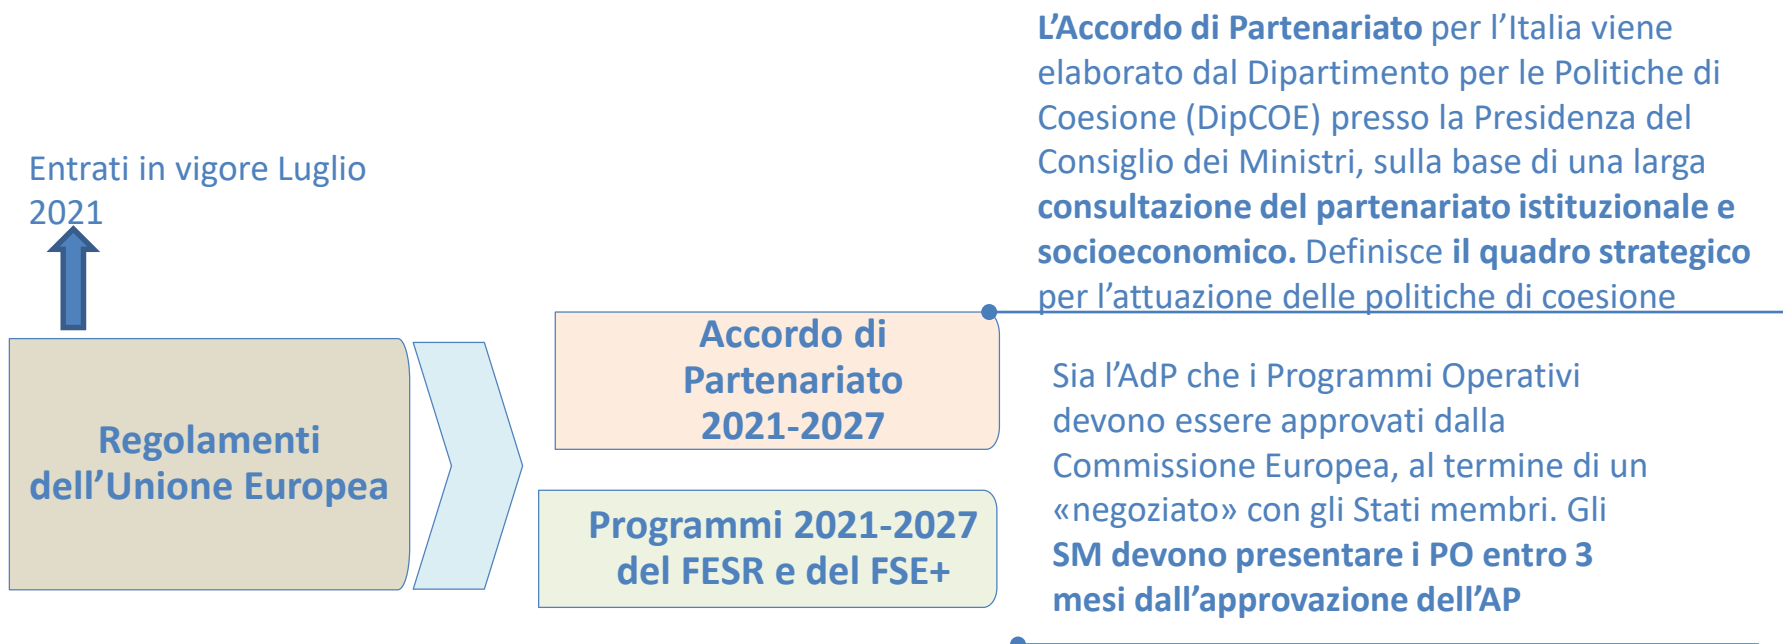 Entrati in vigore Luglio
2021
Regolamenti
dell’Unione Europea
Accordo di
Partenariato
2021-2027
Programmi 2021-2027
del FESR e del FSE+
L’Accordo di Partenariato per l’Italia viene
elaborato dal Dipartimento per le Politiche di
Coesione (DipCOE) presso la Presidenza del
Consiglio dei Ministri, sulla base di una larga
consultazione del partenariato istituzionale e
socioeconomico. Definisce il quadro strategico
per l’attuazione delle politiche di coesione
Sia l’AdP che i Programmi Operativi
devono essere approvati dalla
Commissione Europea, al termine di un
«negoziato» con gli Stati membri. Gli
SM devono presentare i PO entro 3
mesi dall’approvazione dell’AP